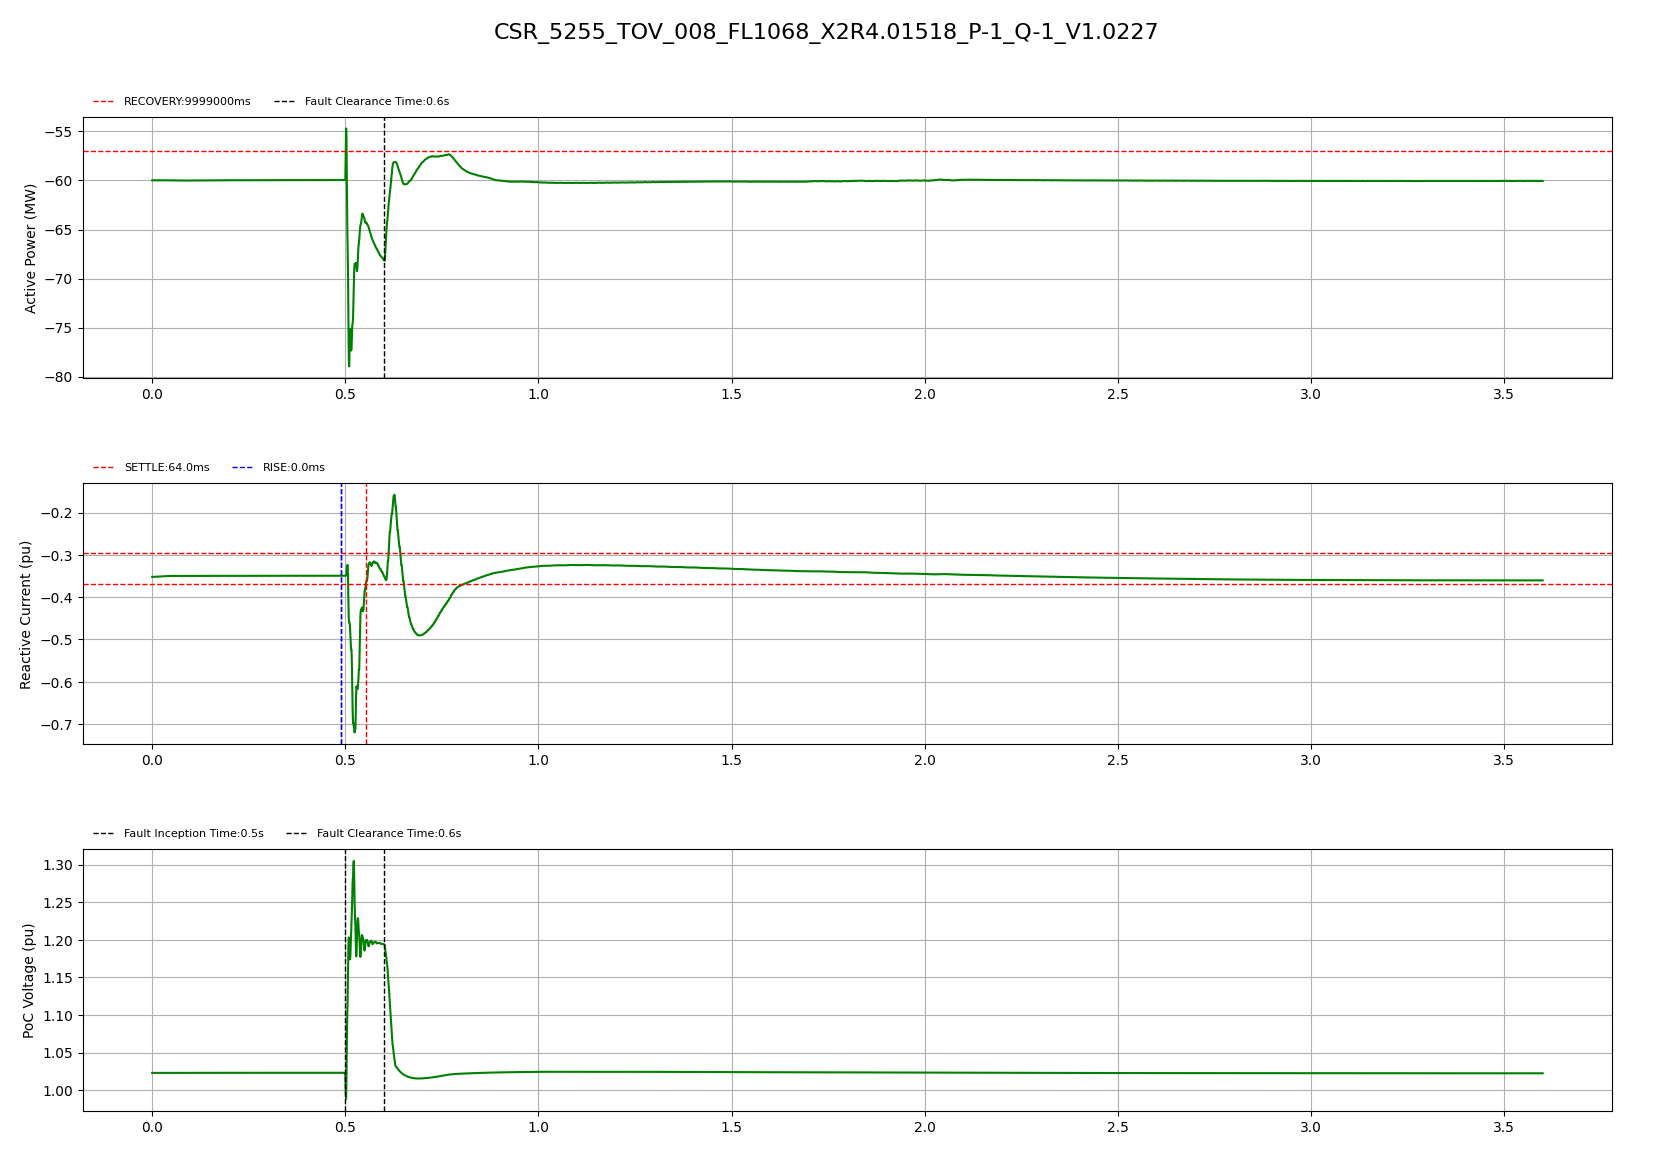 CSR_5255_TOV_008_FL1068_X2R4.01518_P-1_Q-1_V1.0227
RECOVERY:9999000ms Fault Clearance Time:0.6s
−55
−60
−65
−70
−75
−80
Active Power (MW)
0.0 0.5 1.0 1.5 2.0 2.5 3.0 3.5
SETTLE:64.0ms RISE:0.0ms
−0.2
−0.3
−0.4
−0.5
−0.6
−0.7
Reactive Current (pu)
0.0 0.5 1.0 1.5 2.0 2.5 3.0 3.5
Fault Inception Time:0.5s Fault Clearance Time:0.6s
1.30
1.25
1.20
1.15
1.10
1.05
1.00
PoC Voltage (pu)
0.0 0.5 1.0 1.5 2.0 2.5 3.0 3.5